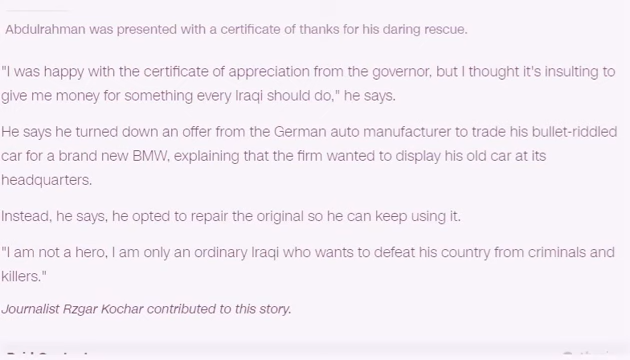 Abdulrahman was presented with a certificate of thanks for his daring rescue.
"I was happy with the certificate of appreciation from the governor, but I thought it's insulting to
give me money for something every Iraqi should do," he says.
He says he turned down an offer from the German auto manufacturer to trade his bullet-riddled
car for a brand new BMW, explaining that the firm wanted to display his old car at its
headquarters.
Instead, he says, he opted to repair the original so he can keep using it.
"I am not a hero, I am only an ordinary Iraqi who wants to defeat his country from criminals and
killers."
Journalist Rzgar Kochar contributed to this story.